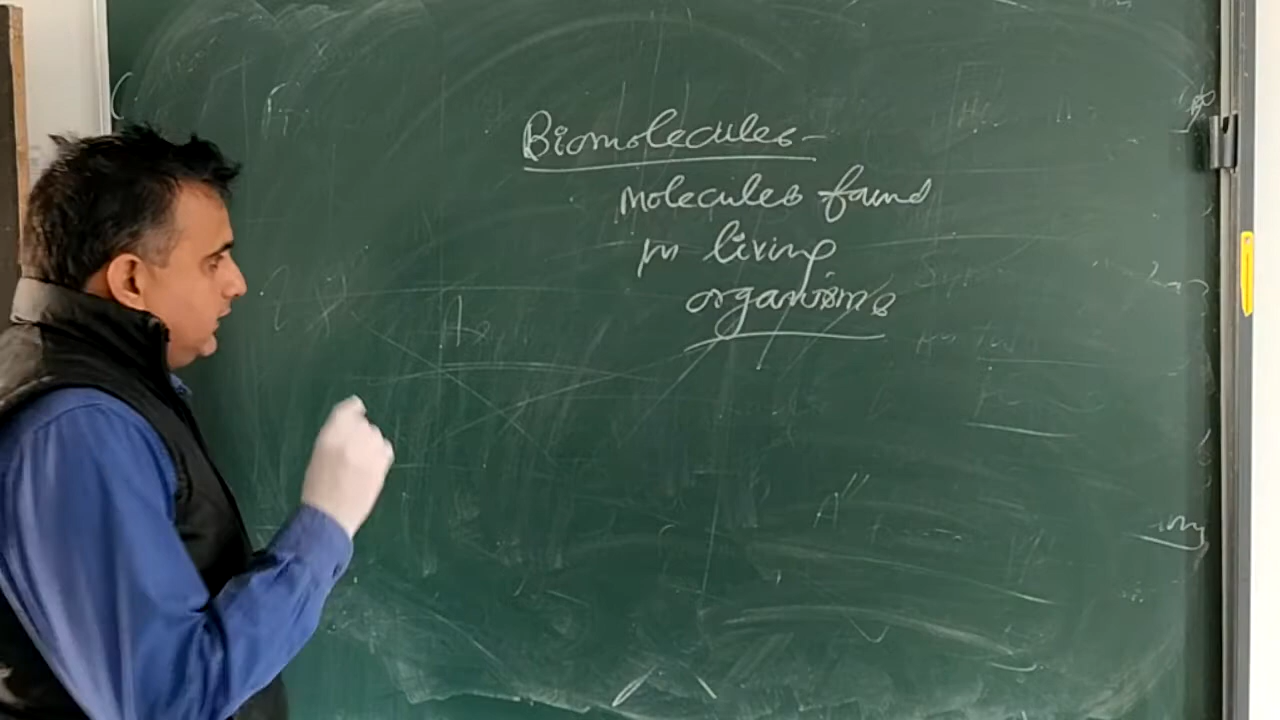 Biomolecules-
molecules found
in living
organisms